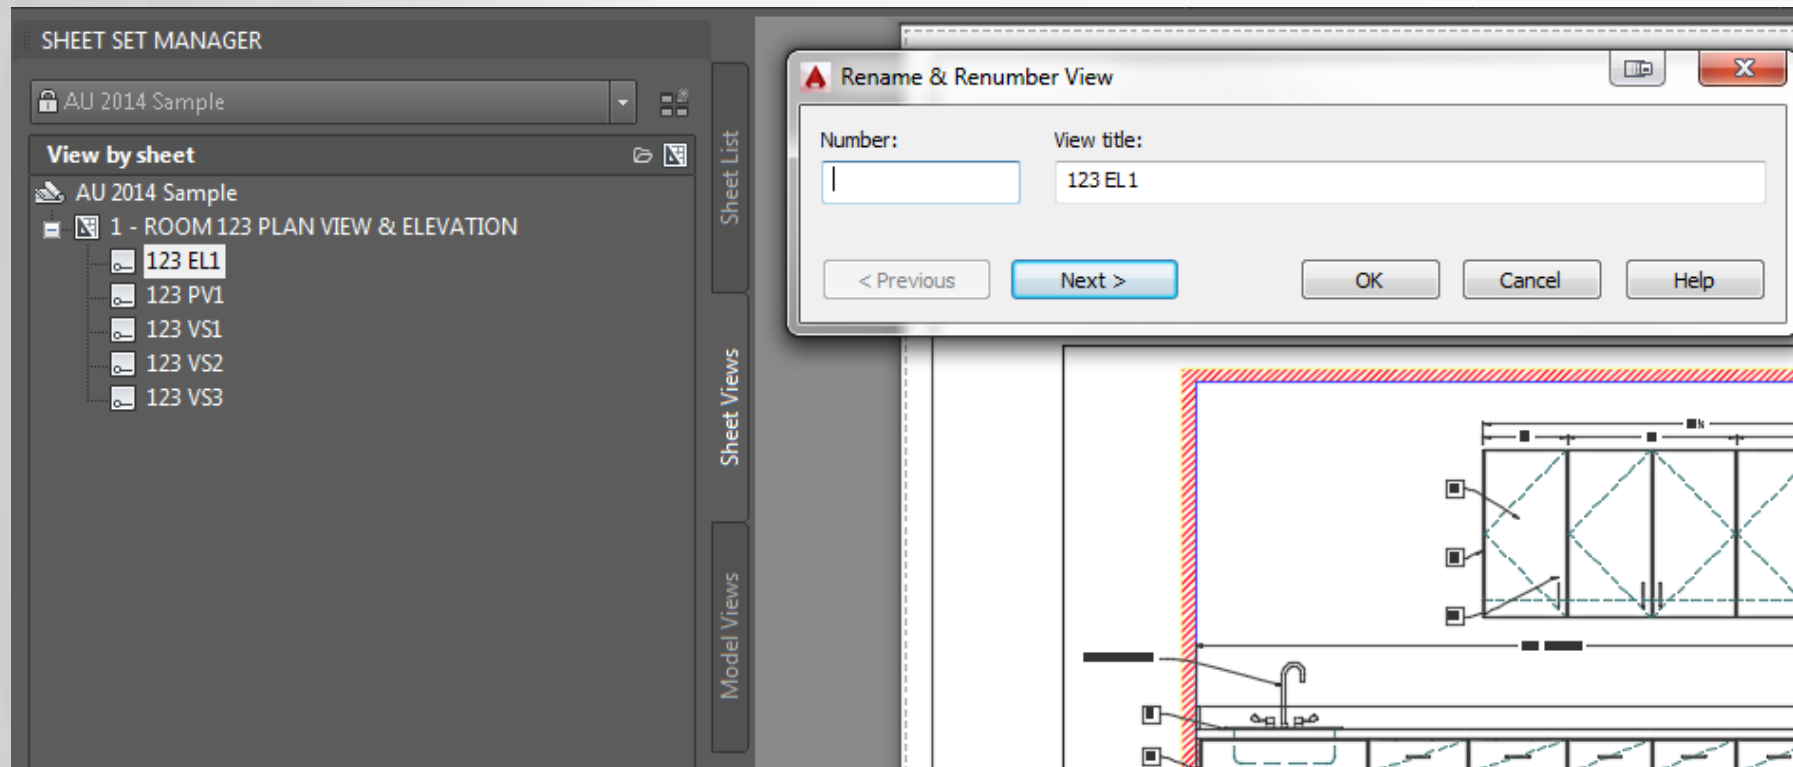 SHEET SET MANAGER
AU 2014 Sample
View by sheet
AU 2014 Sample
1 - ROOM 123 PLAN VIEW & ELEVATION
123 EL1
123 PV1
123 VS1
123 VS2
123 VS3
Sheet List
Sheet Views
Model Views
Rename & Renumber View
Number:
View title:
123 EL1
< Previous
Next >
OK
Cancel
Help